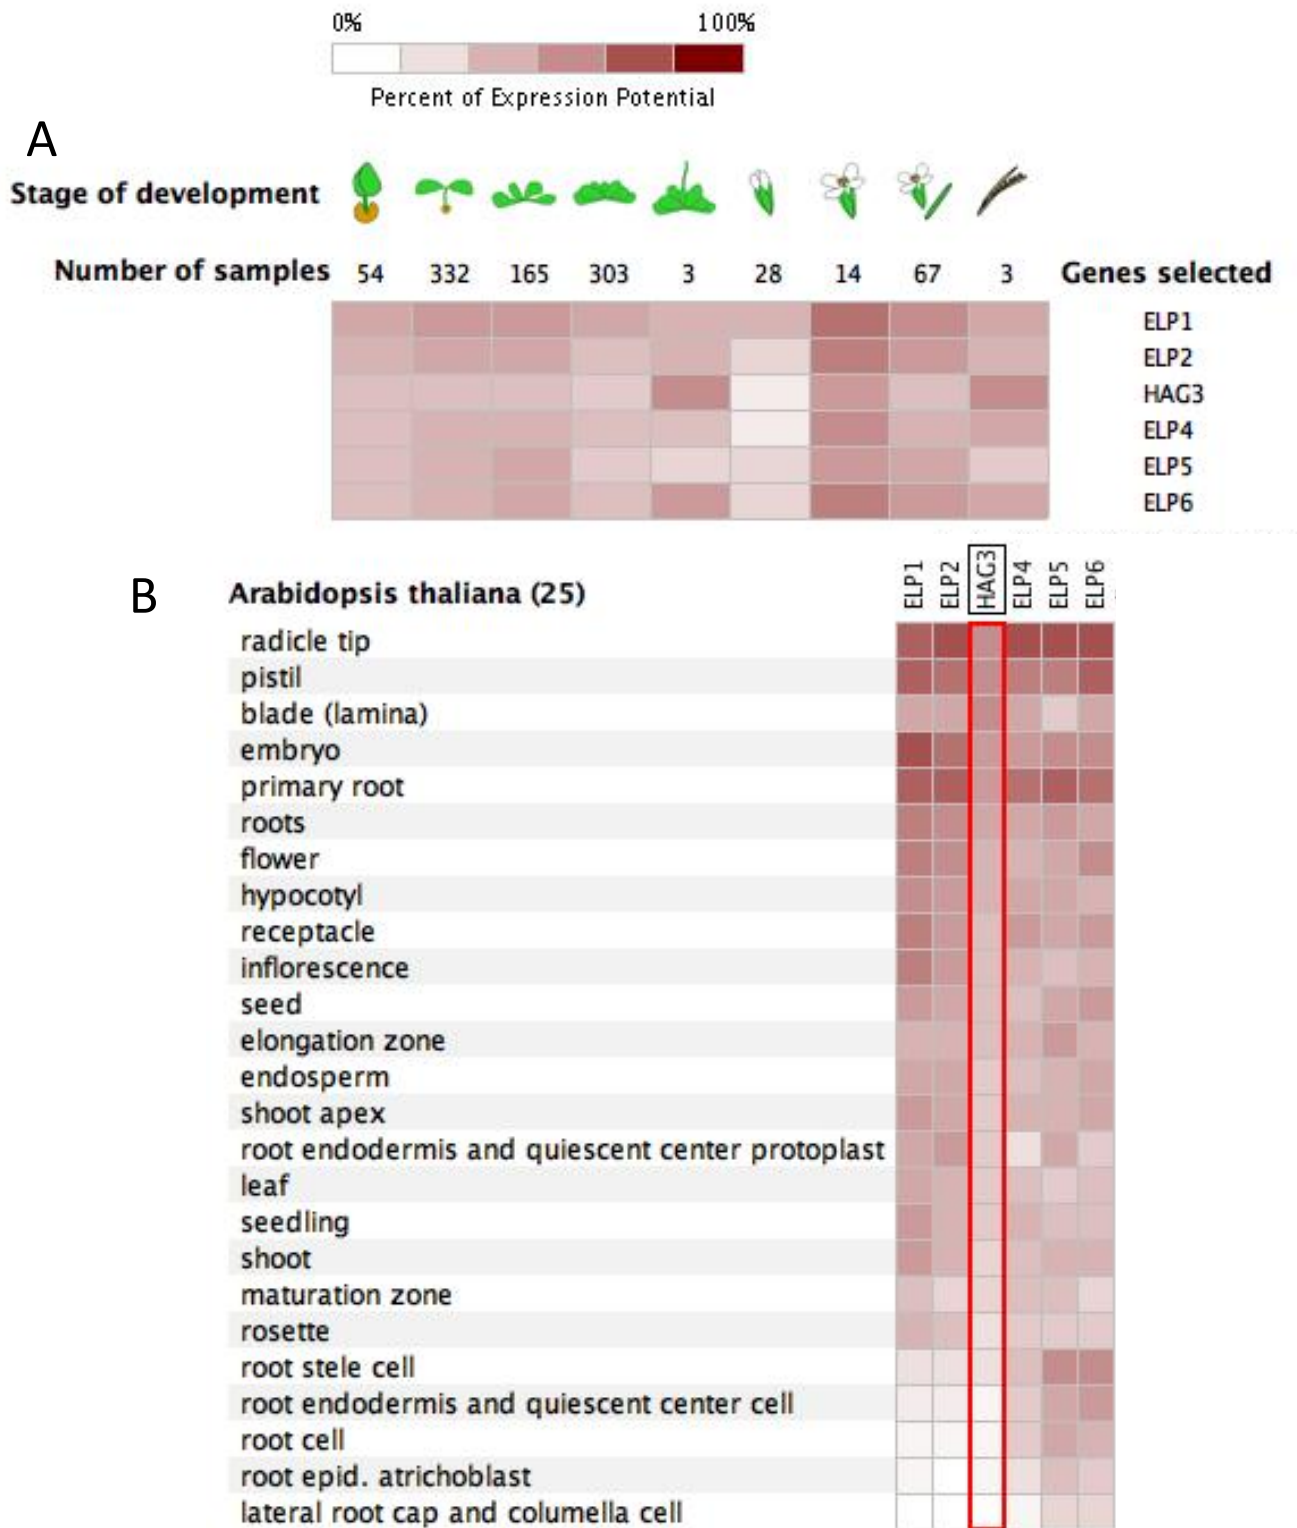 0% 100%
Percent of Expression Potential
A
Stage of development
Number of samples 54 332 165 303 3 28 14 67 3 Genes selected
ELP1
ELP2
HAG3
ELP4
ELP5
ELP6
B Arabidopsis thaliana (25) ELP1 ELP2 HAG3 ELP4 ELP5 ELP6
radicle tip
pistil
blade (lamina)
embryo
primary root
roots
flower
hypocotyl
receptacle
inflorescence
seed
elongation zone
endosperm
shoot apex
root endodermis and quiescent center protoplast
leaf
seedling
shoot
maturation zone
rosette
root stele cell
root endodermis and quiescent center cell
root cell
root epid. atrichoblast
lateral root cap and columella cell